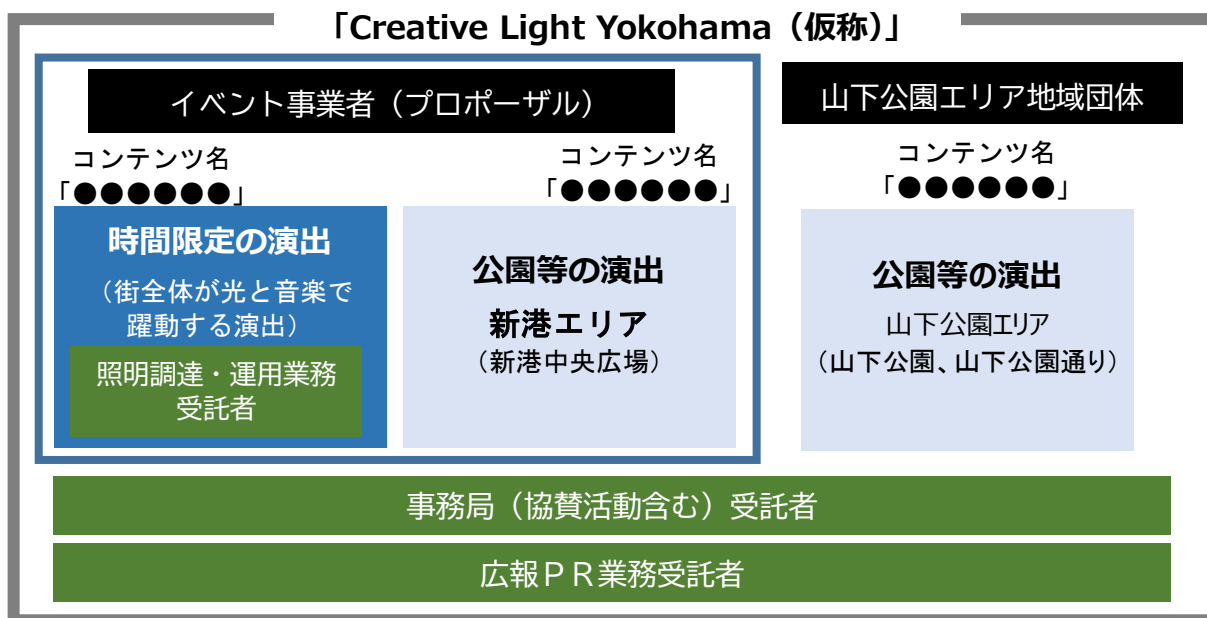 「Creative Light Yokohama（仮称）」
イベント事業者（プロポーザル）
コンテンツ名
「●●●●●●」
時間限定の演出
（街全体が光と音楽で
躍動する演出）
照明調達・運用業務
受託者
コンテンツ名
「●●●●●●」
公園等の演出
新港エリア
（新港中央広場）
山下公園エリア地域団体
コンテンツ名
「●●●●●●」
公園等の演出
山下公園エリア
（山下公園、山下公園通り）
事務局（協賛活動含む）受託者
広報ＰＲ業務受託者